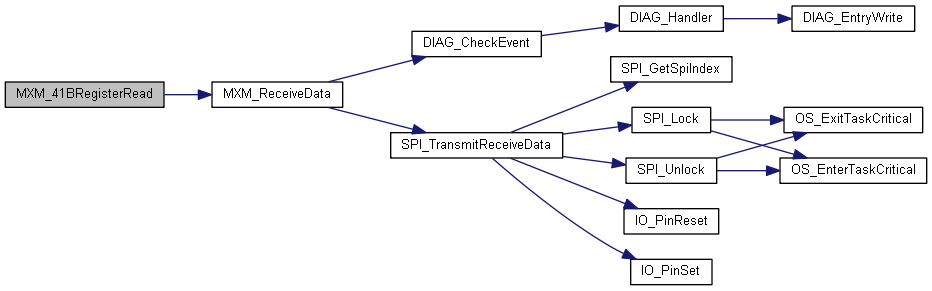 MXM_41BRegisterRead
MXM_ReceiveData
DIAG_CheckEvent
DIAG_Handler
DIAG_EntryWrite
SPI_TransmitReceiveData
SPI_GetSpiIndex
SPI_Lock
OS_ExitTaskCritical
SPI_Unlock
OS_EnterTaskCritical
IO_PinReset
IO_PinSet